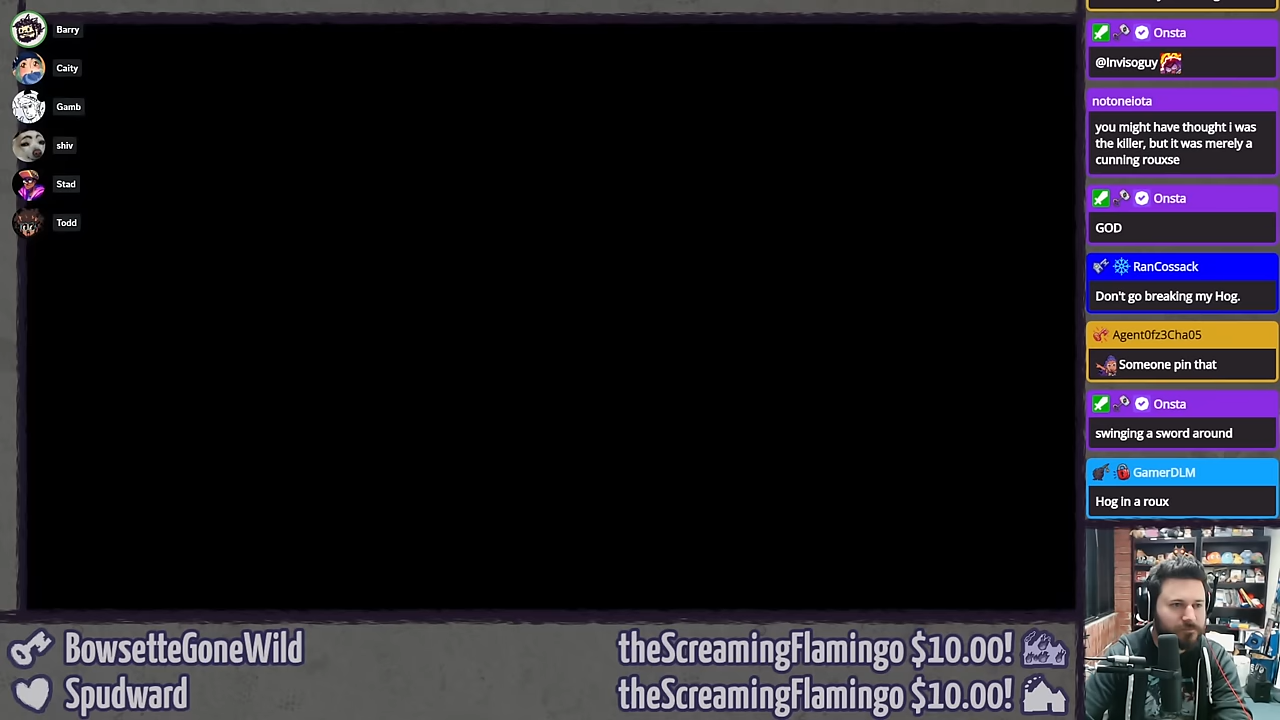 Barry
Caity
Gamb
shiv
Stad
Todd
Onsta
@Invisoguy
notoneiota
you might have thought i was
the killer, but it was merely a
cunning rouxse
Onsta
GOD
RanCossack
Don't go breaking my Hog.
Agent0fz3Cha05
Someone pin that
Onsta
swinging a sword around
GamerDLM
Hog in a roux
BowsetteGoneWild
theScreamingFlamingo $10.00!
Spudward
theScreamingFlamingo $10.00!